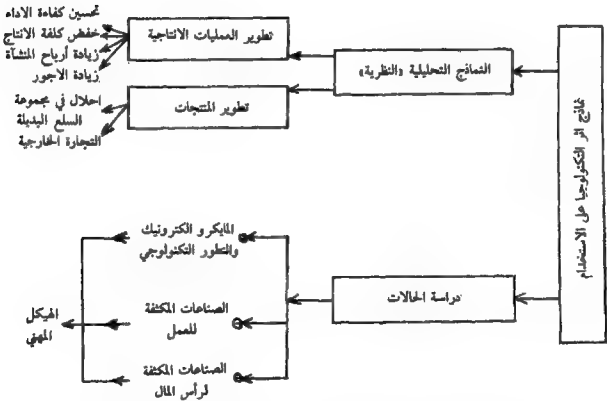 نماذج اثر التكنولوجيا على الاستخدام
النماذج التحليلية «النظرية»
تطوير العمليات الانتاجية
تحسين كفاءة الاداء
خفض كلفة الانتاج
زيادة أرباح المنشأة
زيادة الاجور
تطوير المنتجات
احلال في مجموعة
السلع البديلة
التجارة الخارجية
دراسة الحالات
المايكرو الكترونيك
والتطور التكنولوجي
الصناعات المكثفة
للعمل
الصناعات المكثفة
لرأس المال
الهيكل
المهني